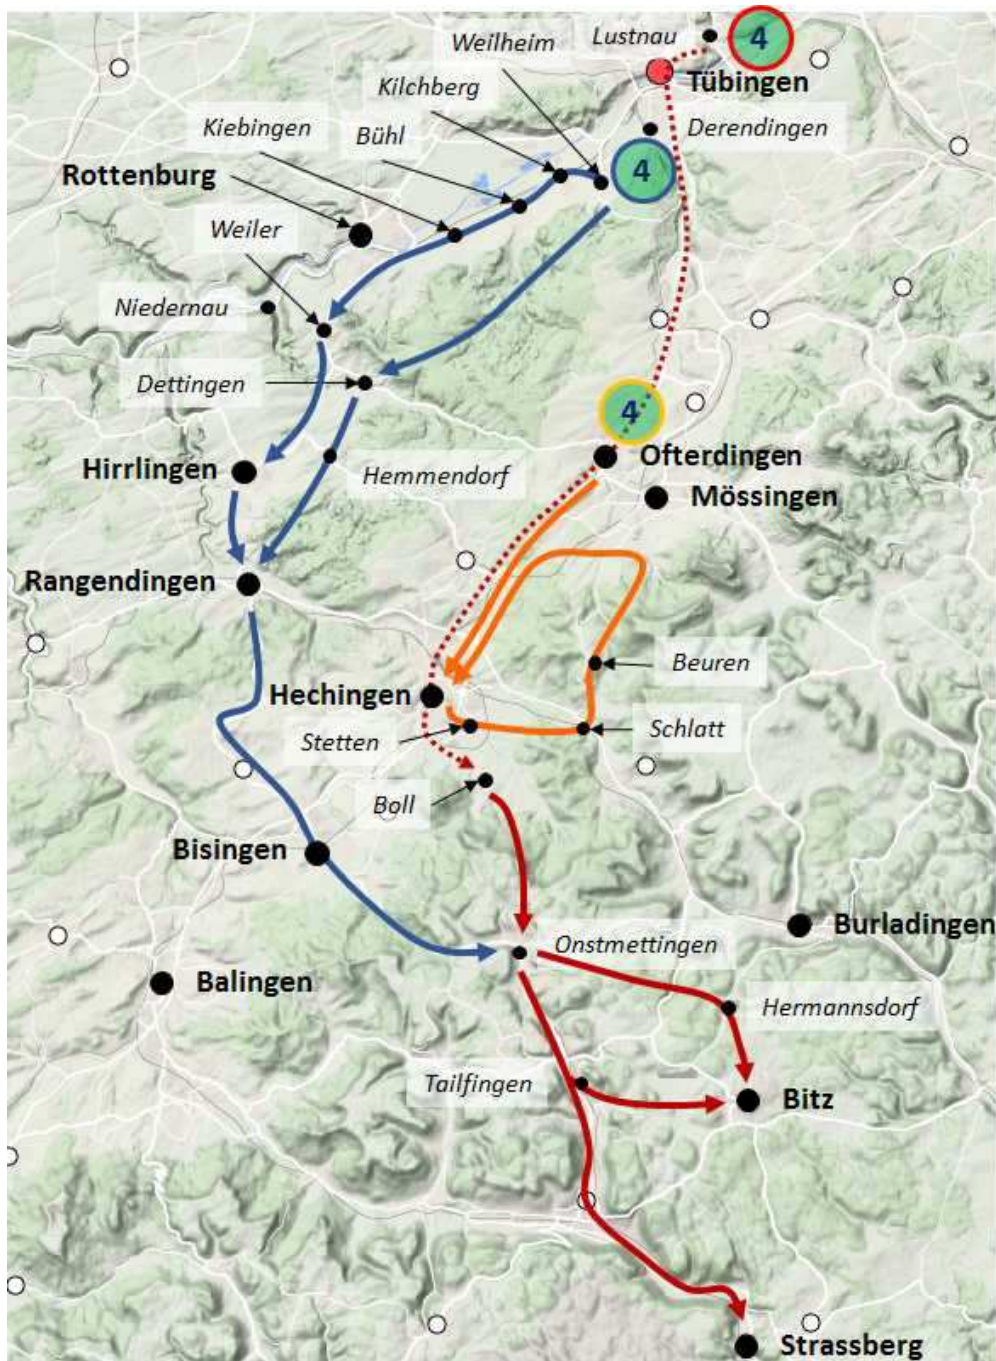 Weilheim
Lustnau
4
Tübingen
Kilchberg
Kiebingen
Bühl
Derendingen
4
Rottenburg
Weiler
Niedernau
Dettingen
4
Ofterdingen
Hirrlingen
Hemmendorf
Mössingen
Rangendingen
Beuren
Hechingen
Stetten
Schlatt
Boll
Bisingen
Burladingen
Onstmettingen
Balingen
Hermannsdorf
Tailfingen
Bitz
Strassberg